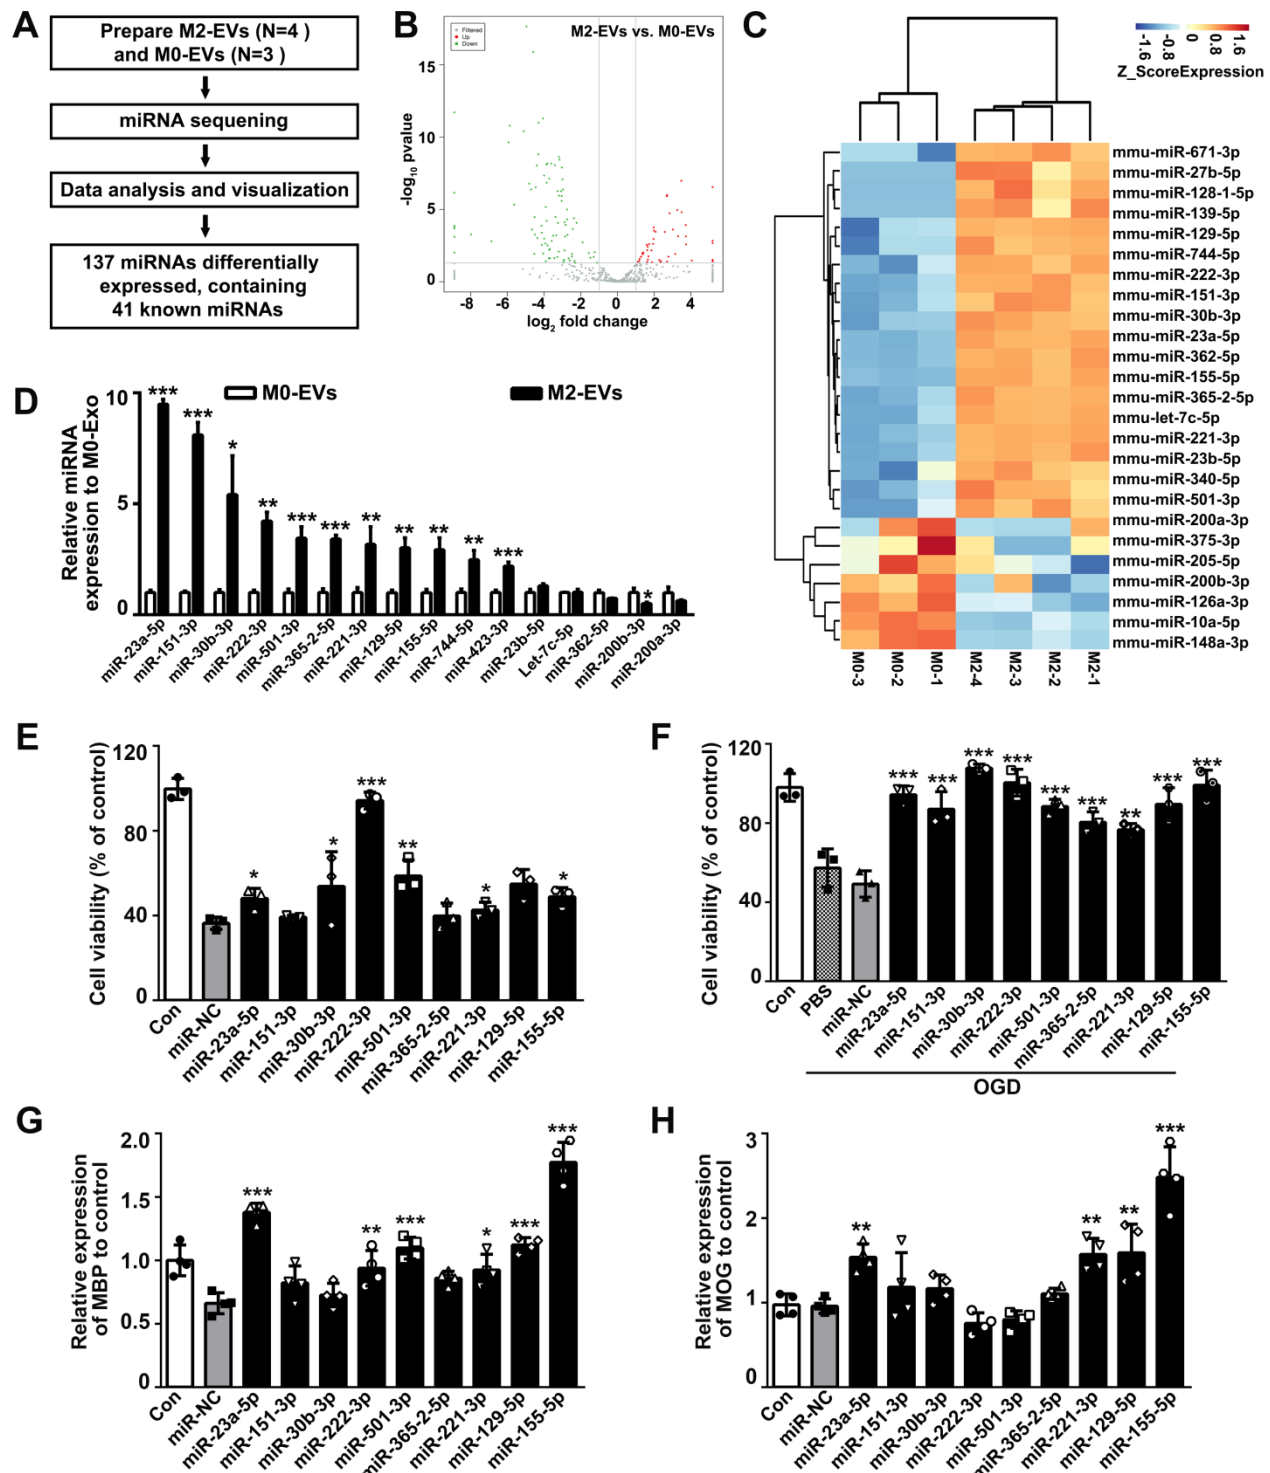 A
Prepare M2-EVs (N=4 )
and M0-EVs (N=3 )
miRNA sequening
Data analysis and visualization
137 miRNAs differentially
expressed, containing
41 known miRNAs
B
Filtered
Up
Down
M2-EVs vs. M0-EVs
15
10
5
0
-log10 pvalue
-8 -6 -4 -2 0 2 4
log2 fold change
C
-1.6 -0.8 0 0.8 1.6
Z_ScoreExpression
mmu-miR-671-3p
mmu-miR-27b-5p
mmu-miR-128-1-5p
mmu-miR-139-5p
mmu-miR-129-5p
mmu-miR-744-5p
mmu-miR-222-3p
mmu-miR-151-3p
mmu-miR-30b-3p
mmu-miR-23a-5p
mmu-miR-362-5p
mmu-miR-155-5p
mmu-miR-365-2-5p
mmu-let-7c-5p
mmu-miR-221-3p
mmu-miR-23b-5p
mmu-miR-340-5p
mmu-miR-501-3p
mmu-miR-200a-3p
mmu-miR-375-3p
mmu-miR-205-5p
mmu-miR-200b-3p
mmu-miR-126a-3p
mmu-miR-10a-5p
mmu-miR-148a-3p
M0-3 M0-2 M0-1 M2-4 M2-3 M2-2 M2-1
D
M0-EVs M2-EVs
Relative miRNA
expression to M0-Exo
10
5
0
*** *** * ** *** *** ** ** ** ** *** *
miR-23a-5p miR-151-3p miR-30b-3p miR-222-3p miR-501-3p miR-365-2-5p miR-221-3p miR-129-5p miR-155-5p miR-744-5p miR-423-3p miR-23b-5p Let-7c-5p miR-362-5p miR-200b-3p miR-200a-3p
E
Cell viability (% of control)
120
80
40
0
* * *** ** * *
Con miR-NC miR-23a-5p miR-151-3p miR-30b-3p miR-222-3p miR-501-3p miR-365-2-5p miR-221-3p miR-129-5p miR-155-5p
F
Cell viability (% of control)
120
80
40
0
*** *** *** *** *** *** ** *** ***
Con PBS miR-NC miR-23a-5p miR-151-3p miR-30b-3p miR-222-3p miR-501-3p miR-365-2-5p miR-221-3p miR-129-5p miR-155-5p
OGD
G
Relative expression
of MBP to control
2.0
1.5
1.0
0.5
0
*** ** *** * *** ***
Con miR-NC miR-23a-5p miR-151-3p miR-30b-3p miR-222-3p miR-501-3p miR-365-2-5p miR-221-3p miR-129-5p miR-155-5p
H
Relative expression
of MOG to control
3
2
1
0
** ** ** ***
Con miR-NC miR-23a-5p miR-151-3p miR-30b-3p miR-222-3p miR-501-3p miR-365-2-5p miR-221-3p miR-129-5p miR-155-5p